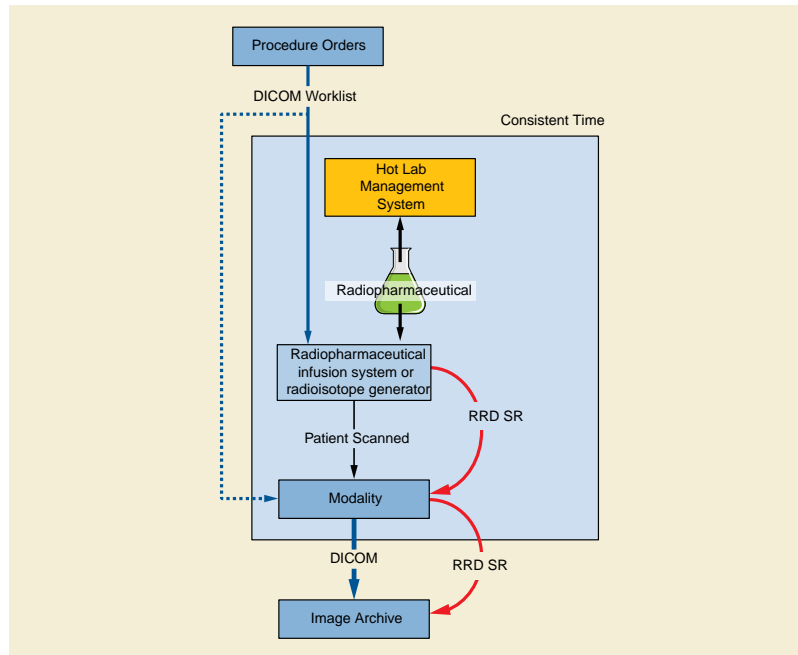 Procedure Orders
DICOM Worklist
Consistent Time
Hot Lab
Management
System
Radiopharmaceutical
Radiopharmaceutical
infusion system or
radioisotope generator
RRD SR
Patient Scanned
Modality
DICOM
RRD SR
Image Archive